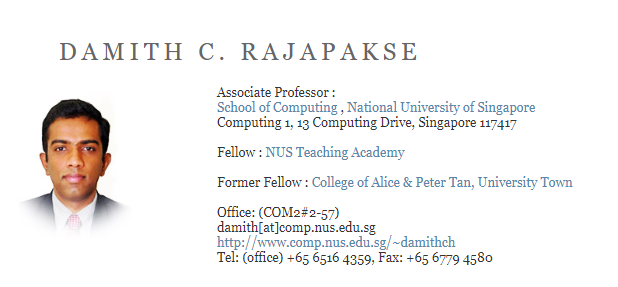 DAMITH C. RAJAPAKSE
Associate Professor :
School of Computing , National University of Singapore
Computing 1, 13 Computing Drive, Singapore 117417
Fellow : NUS Teaching Academy
Former Fellow : College of Alice & Peter Tan, University Town
Office: (COM2#2-57)
damith[at]comp.nus.edu.sg
http://www.comp.nus.edu.sg/~damithch
Tel: (office) +65 6516 4359, Fax: +65 6779 4580